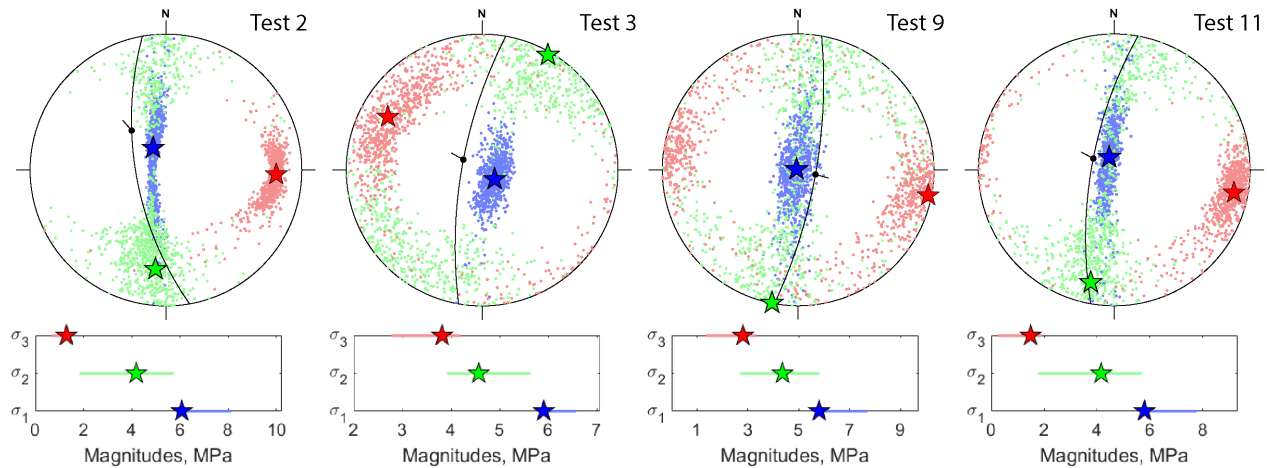 N Test 2 N Test 3 N Test 9 N Test 11
σ3 σ3 σ3 σ3
σ2 σ2 σ2 σ2
σ1 σ1 σ1 σ1
0 2 4 6 8 10 2 3 4 5 6 7 1 3 5 7 9 0 2 4 6 8
Magnitudes, MPa Magnitudes, MPa Magnitudes, MPa Magnitudes, MPa